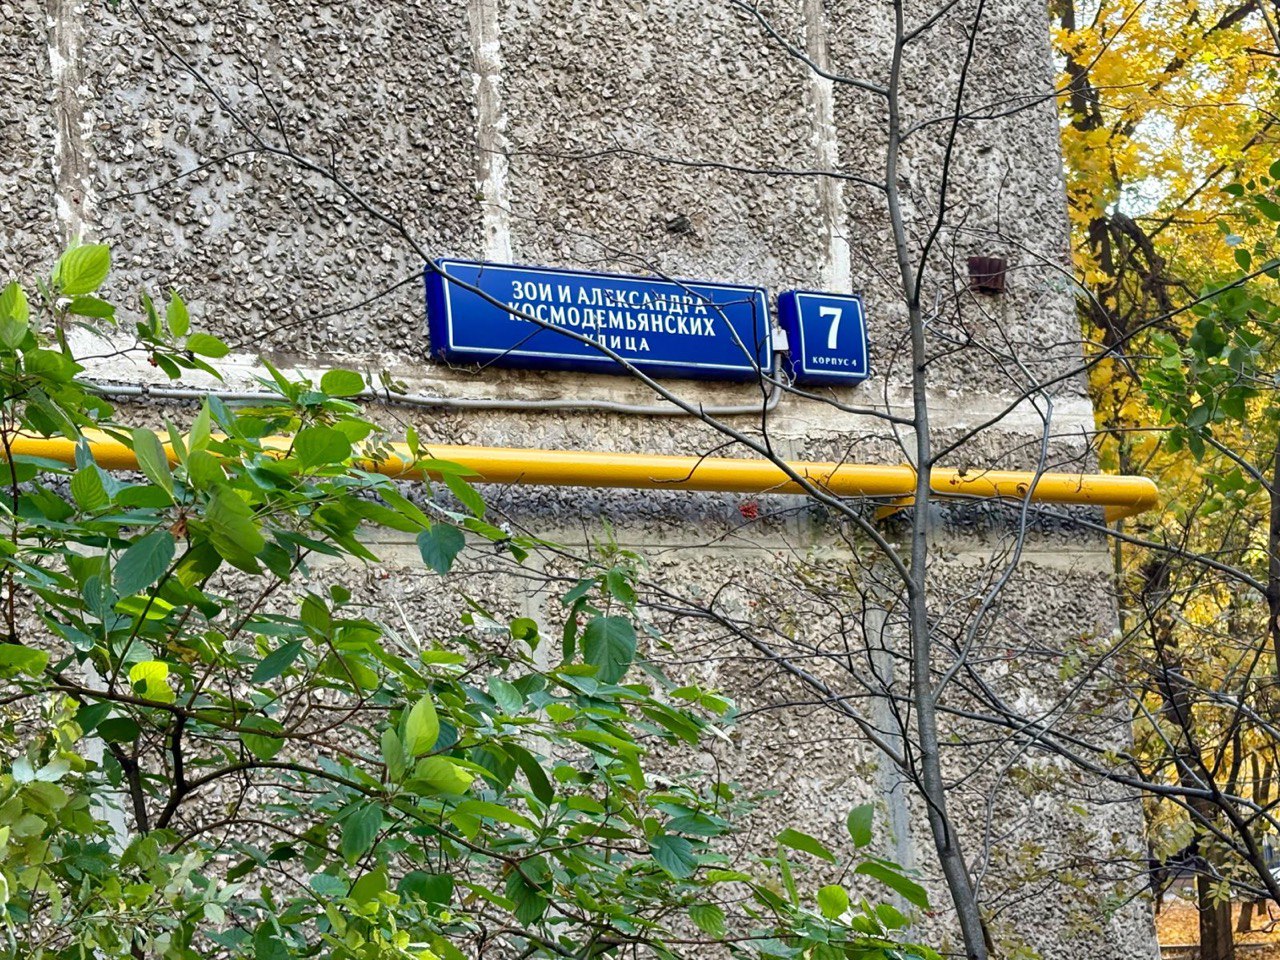 ЗОИ И АЛЕКСАНДРА
КОСМОДЕМЬЯНСКИХ
УЛИЦА
7
КОРПУС 4